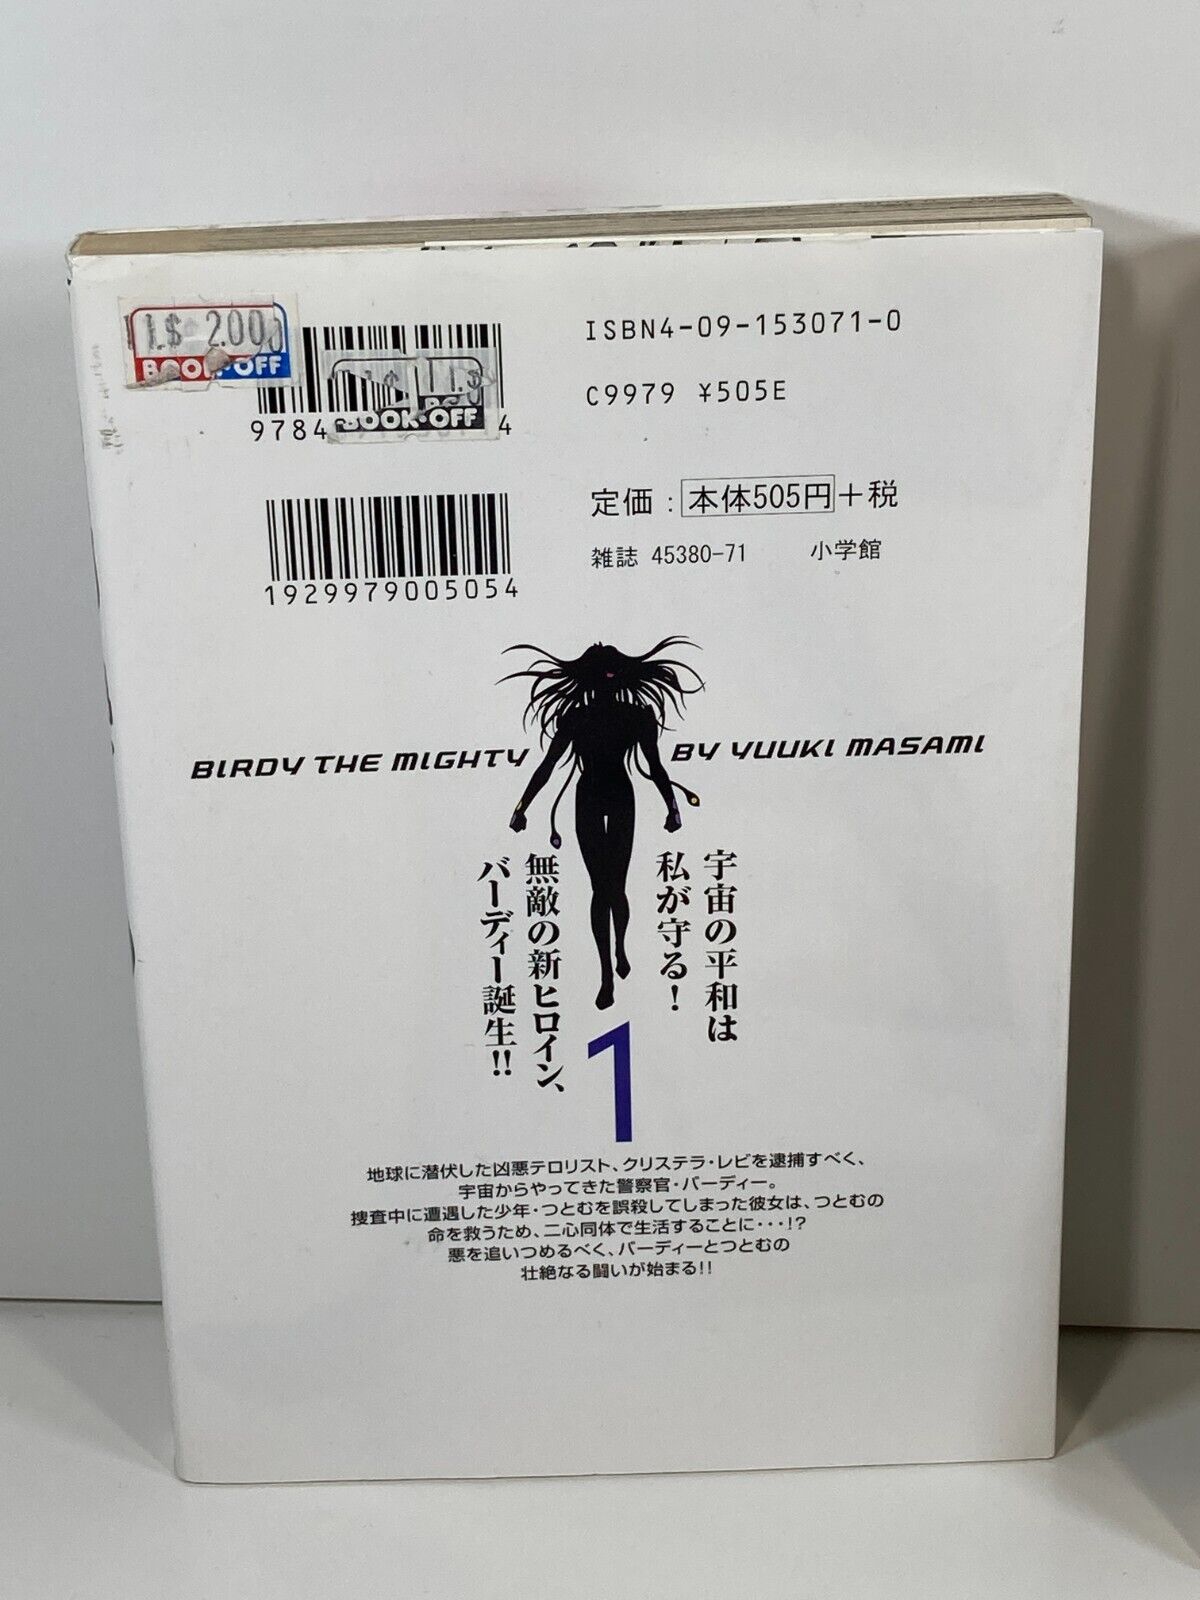 1L$ 2.00
BOOK·OFF
BOOK·OFF
ISBN4-09-153071-0
C9979 ¥505E
定価：本体505円+税
雑誌 45380-71 小学館
1929979005054
BIRDY THE MIGHTY BY YUUKI MASAMI
宇宙の平和は
私が守る！
無敵の新ヒロイン、
バーディー誕生!!
1
地球に潜伏した凶悪テロリスト、クリステラ・レビを逮捕すべく、
宇宙からやってきた警察官・バーディー。
捜査中に遭遇した少年・つとむを誤殺してしまった彼女は、つとむの
命を救うため、二心同体で生活することに・・・!?
悪を追いつめるべく、バーディーとつとむの
壮絶なる闘いが始まる!!